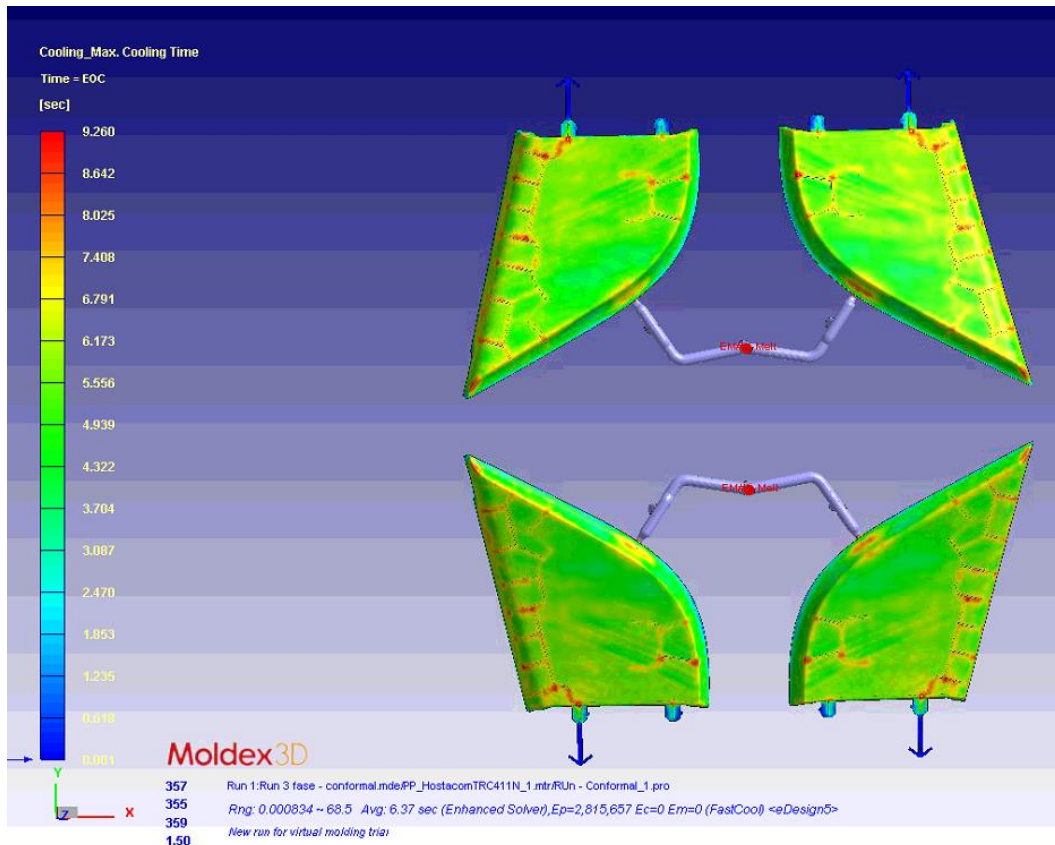 Cooling_Max. Cooling Time
Time = EOC
[sec]
9.260
8.642
8.025
7.408
6.791
6.173
5.556
4.939
4.322
3.704
3.087
2.470
1.853
1.235
0.618
0.001
Melt
Melt
Moldex3D
Y
Z
X
357
355
359
1.50
Run 1:Run 3 fase - conformal.mde/PP_HostacomTRC411N_1.mtr/RUn - Conformal_1.pro
Rng: 0.000834 ~ 68.5 Avg: 6.37 sec (Enhanced Solver),Ep=2,815,657 Ec=0 Em=0 (FastCool) <eDesign5>
New run for virtual molding trial